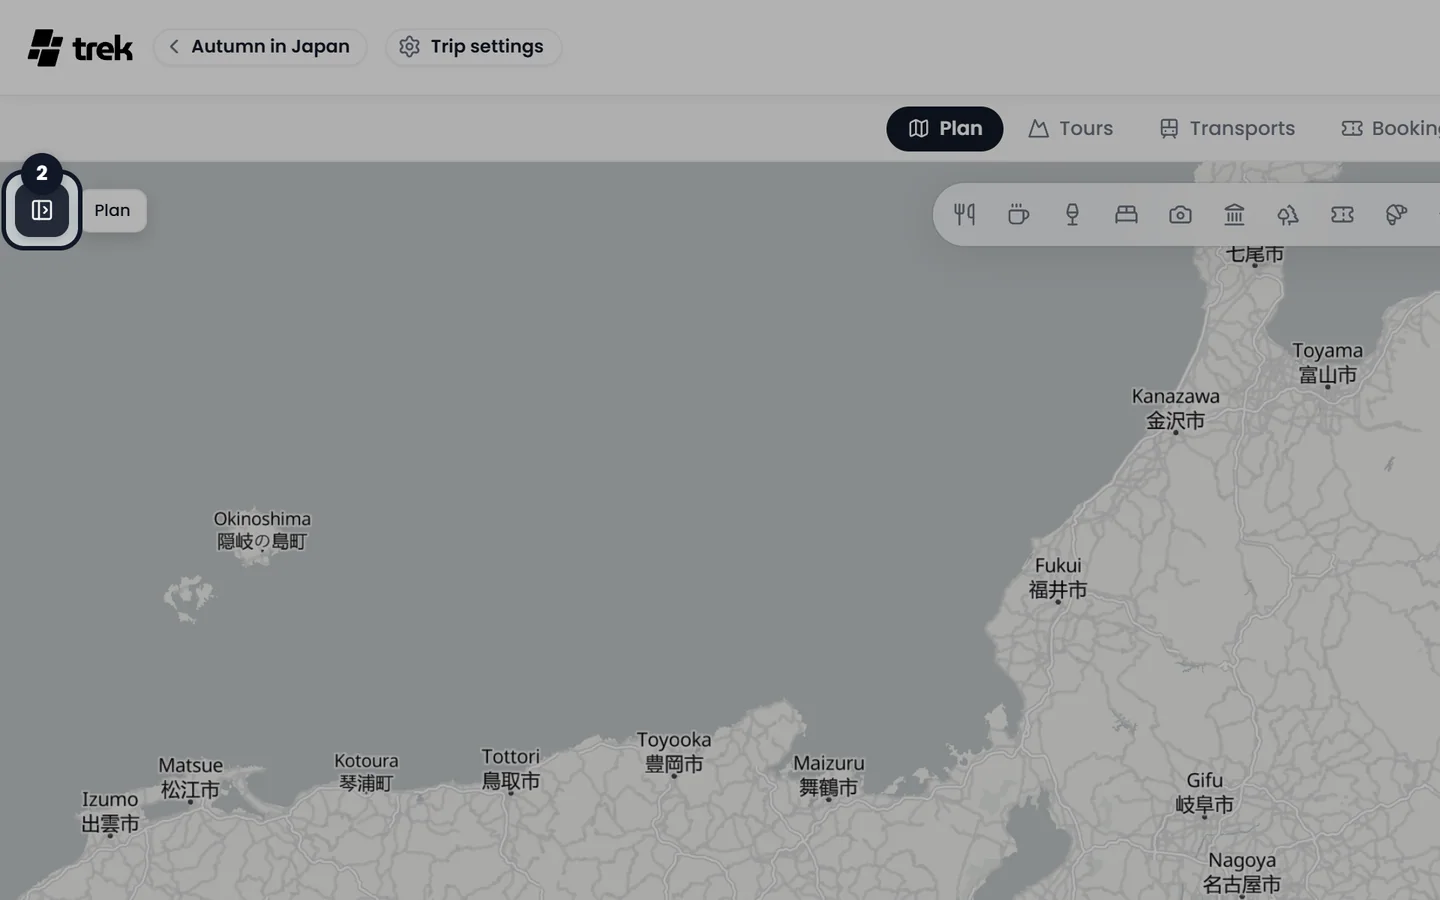 trek
Autumn in Japan
Trip settings
Plan
Tours
Transports
2
Plan
七尾市
Toyama
富山市
Kanazawa
金沢市
Okinoshima
隠岐の島町
Fukui
福井市
Toyooka
豊岡市
Tottori
鳥取市
Kotoura
琴浦町
Maizuru
舞鶴市
Matsue
松江市
Gifu
岐阜市
Izumo
出雲市
Nagoya
名古屋市